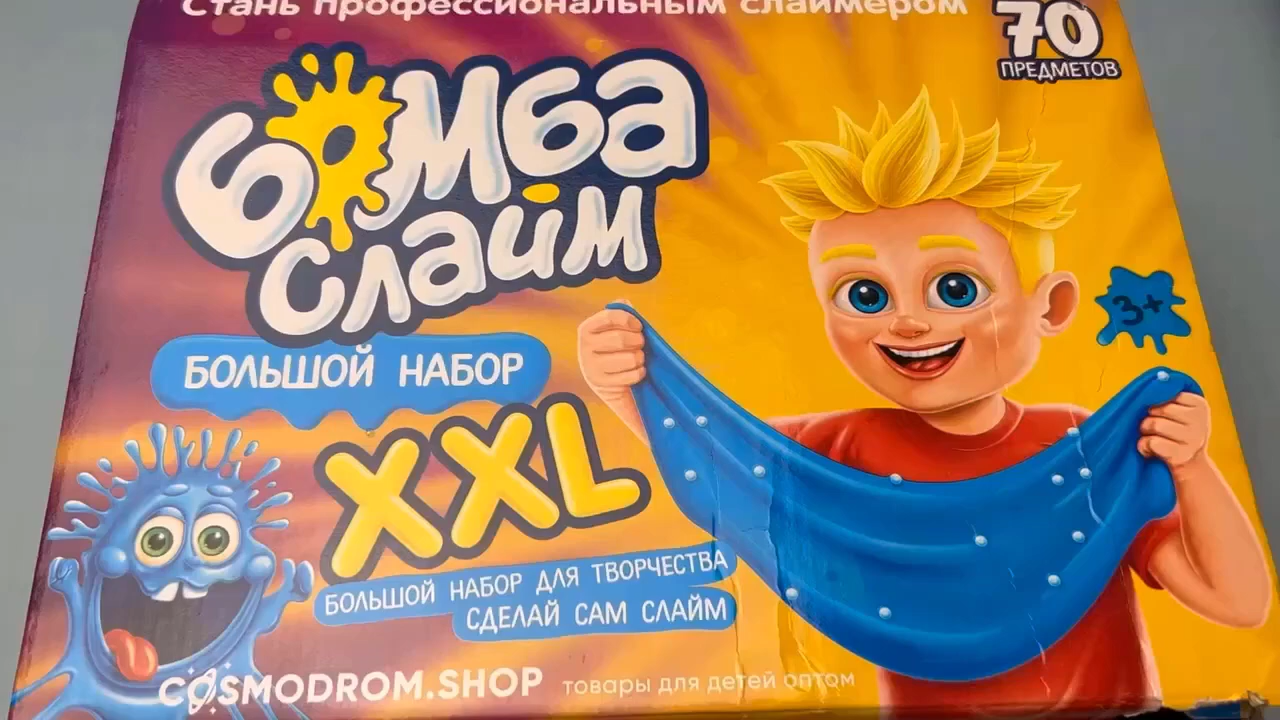 Стань профессиональным слаймером
70
ПРЕДМЕТОВ
бомба
слайм
3+
БОЛЬШОЙ НАБОР
XXL
БОЛЬШОЙ НАБОР ДЛЯ ТВОРЧЕСТВА
СДЕЛАЙ САМ СЛАЙМ
COSMODROM.SHOP товары для детей оптом